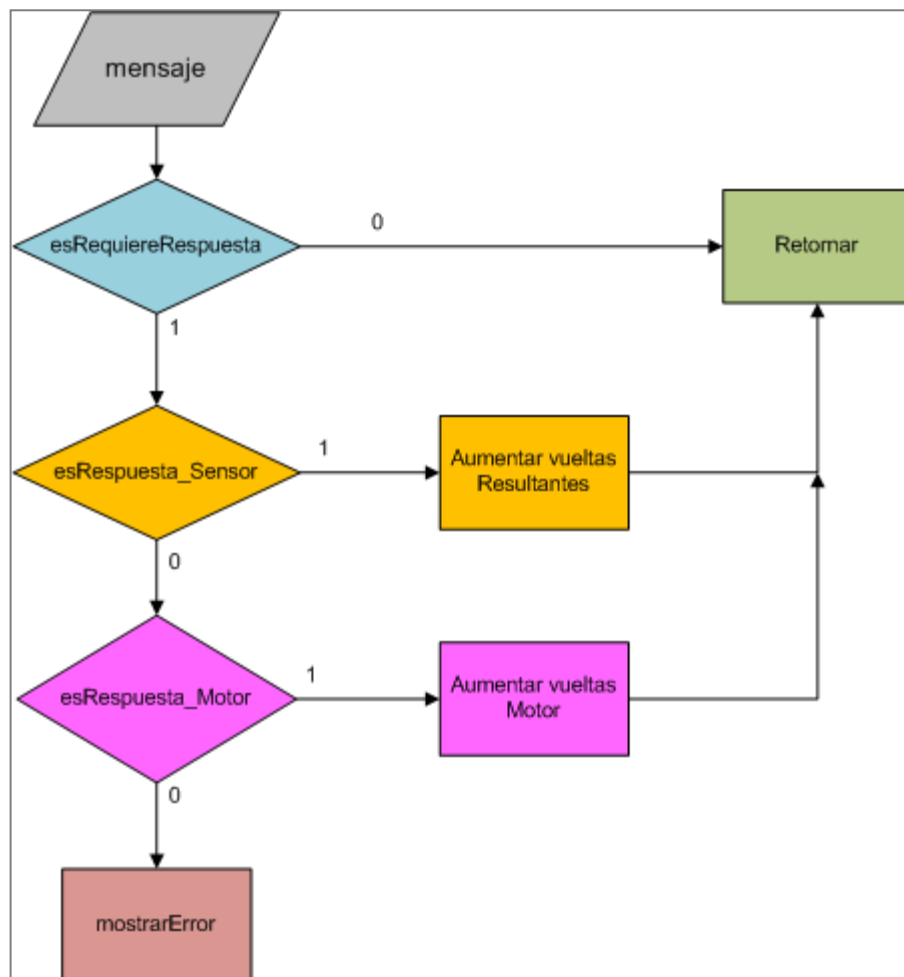 mensaje
esRequiereRespuesta
0
Retornar
1
esRespuesta_Sensor
1
Aumentar vueltas
Resultantes
0
esRespuesta_Motor
1
Aumentar vueltas
Motor
0
mostrarError